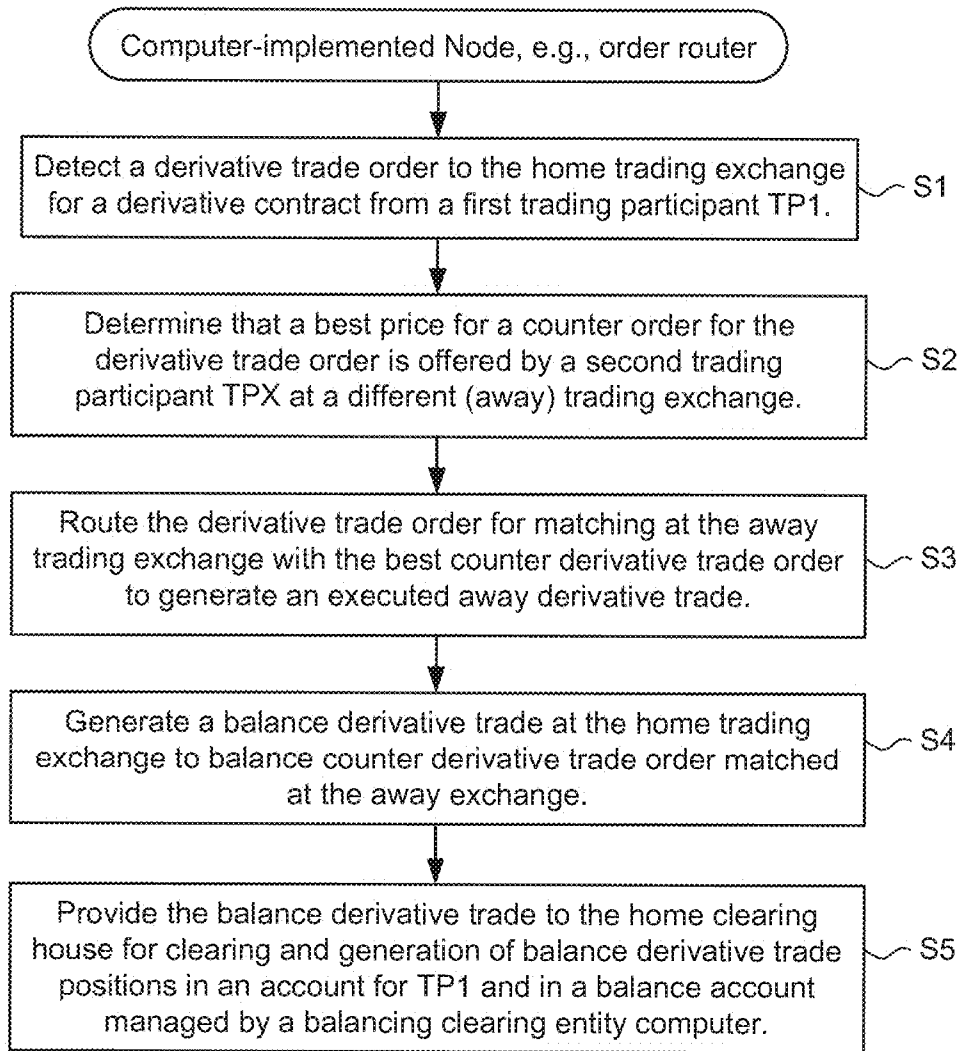 Computer-implemented Node, e.g., order router
Detect a derivative trade order to the home trading exchange
for a derivative contract from a first trading participant TP1.
S1
Determine that a best price for a counter order for the
derivative trade order is offered by a second trading
participant TPX at a different (away) trading exchange.
S2
Route the derivative trade order for matching at the away
trading exchange with the best counter derivative trade order
to generate an executed away derivative trade.
S3
Generate a balance derivative trade at the home trading
exchange to balance counter derivative trade order matched
at the away exchange.
S4
Provide the balance derivative trade to the home clearing
house for clearing and generation of balance derivative trade
positions in an account for TP1 and in a balance account
managed by a balancing clearing entity computer.
S5